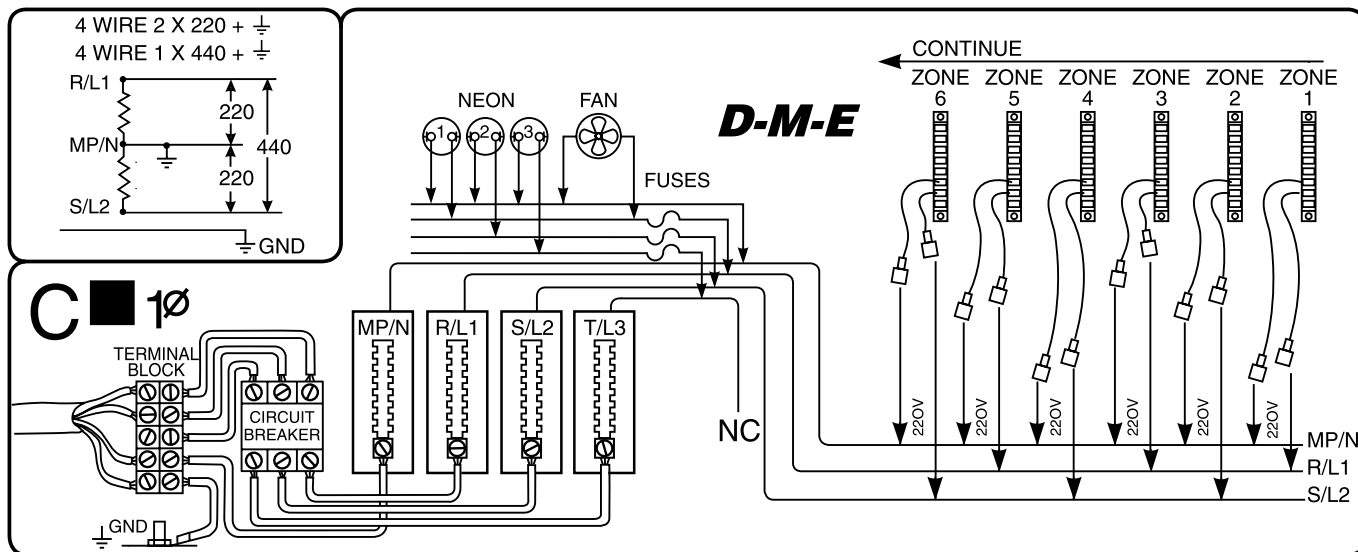 4 WIRE 2 X 220 + ⏚
4 WIRE 1 X 440 + ⏚
R/L1
220
MP/N
440
220
S/L2
GND
NEON
FAN
1
2
3
FUSES
D-M-E
CONTINUE
ZONE 6
ZONE 5
ZONE 4
ZONE 3
ZONE 2
ZONE 1
C ■ 1Ø
TERMINAL
BLOCK
CIRCUIT
BREAKER
GND
MP/N
R/L1
S/L2
T/L3
NC
22OV
22OV
22OV
22OV
22OV
22OV
MP/N
R/L1
S/L2